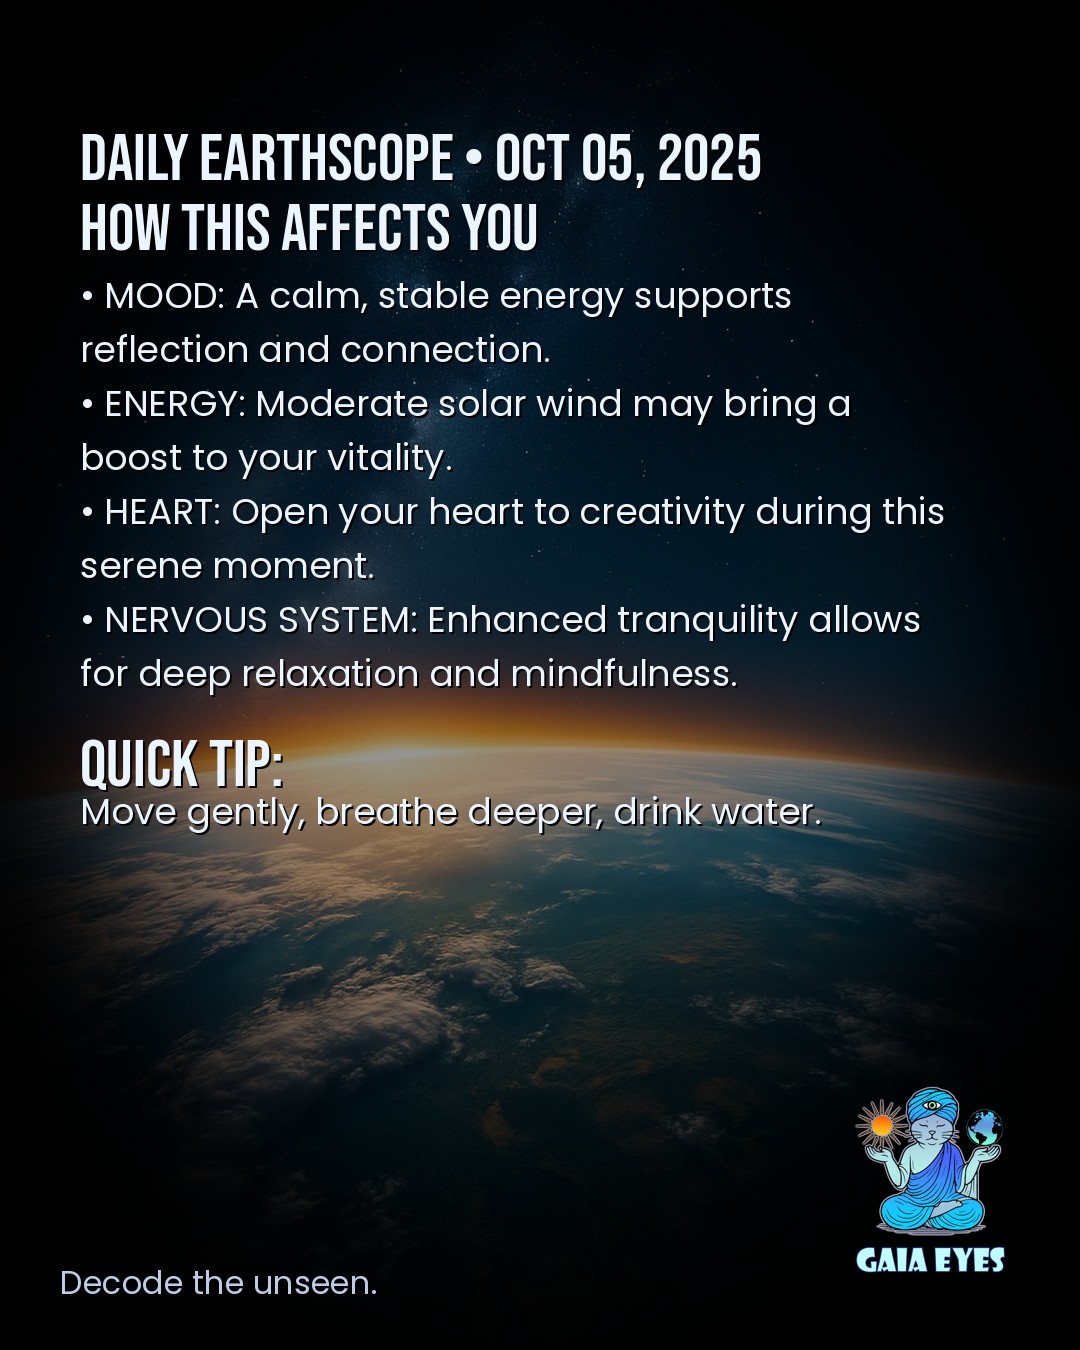 DAILY EARTHSCOPE • OCT 05, 2025
HOW THIS AFFECTS YOU
• MOOD: A calm, stable energy supports
reflection and connection.
• ENERGY: Moderate solar wind may bring a
boost to your vitality.
• HEART: Open your heart to creativity during this
serene moment.
• NERVOUS SYSTEM: Enhanced tranquility allows
for deep relaxation and mindfulness.
QUICK TIP:
Move gently, breathe deeper, drink water.
GAIA EYES
Decode the unseen.